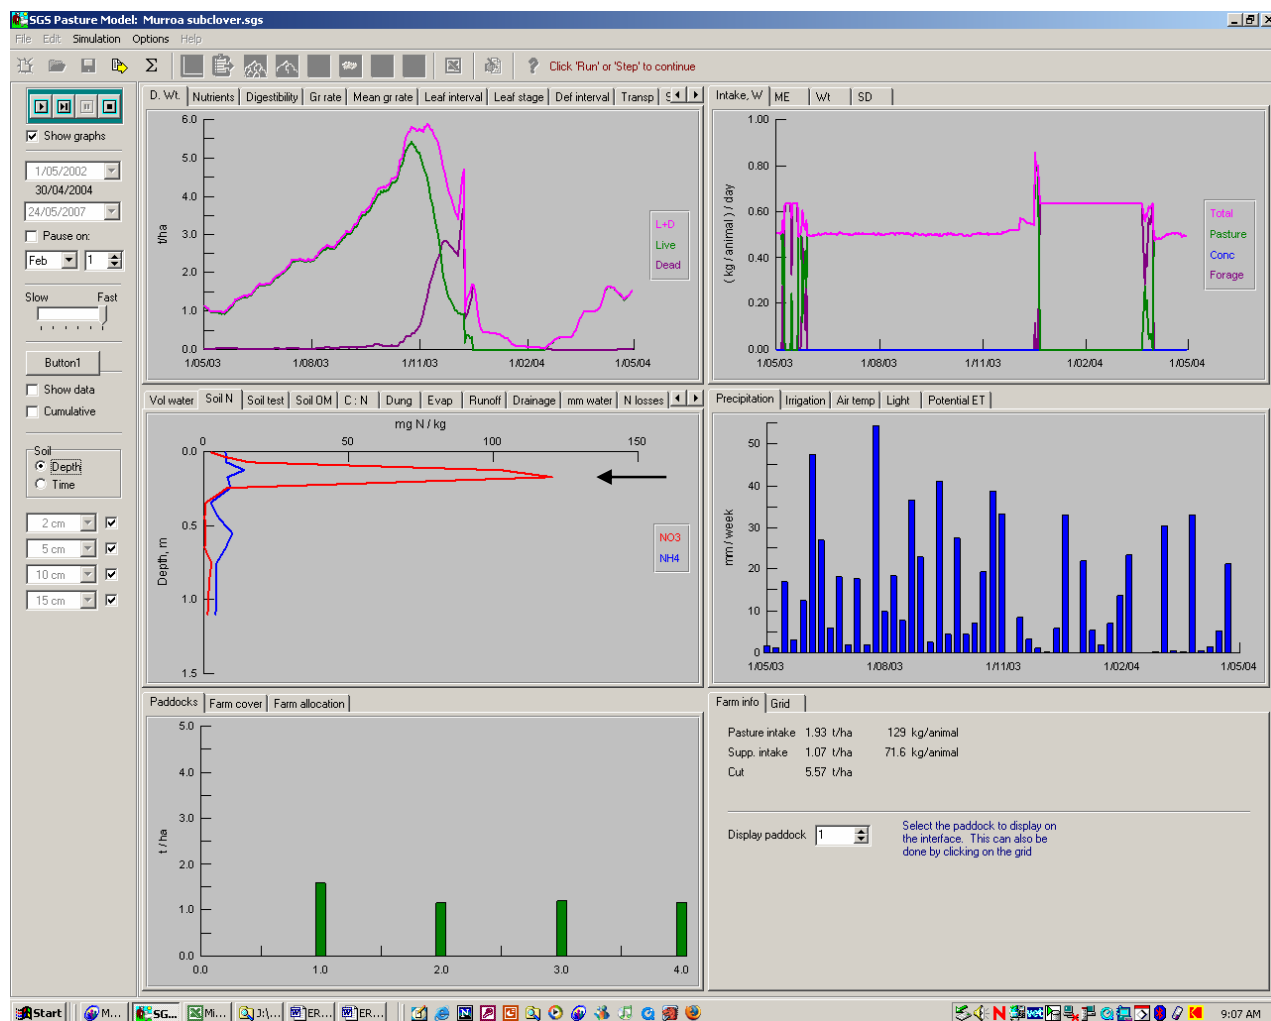 SGS Pasture Model: Murroa subclover.sgs
File Edit Simulation Options Help
Σ ? Click 'Run' or 'Step' to continue
Show graphs
1/05/2002
30/04/2004
24/05/2007
Pause on:
Feb 1
Slow Fast
Button1
Show data
Cumulative
Soil
Depth
Time
2 cm
5 cm
10 cm
15 cm
D. Wt. Nutrients Digestibility Gr rate Mean gr rate Leaf interval Leaf stage Def interval Transp S
6.0
5.0
4.0
3.0
2.0
1.0
0.0
t/ha
1/05/03 1/08/03 1/11/03 1/02/04 1/05/04
L+D
Live
Dead
Intake, W ME Wt SD
1.00
0.80
0.60
0.40
0.20
0.00
(kg / animal) / day
1/05/03 1/08/03 1/11/03 1/02/04 1/05/04
Total
Pasture
Conc
Forage
Vol water Soil N Soil test Soil OM C : N Dung Evap Runoff Drainage mm water N losses
mg N / kg
0 50 100 150
0.0
0.5
1.0
1.5
Depth, m
NO3
NH4
Precipitation Irrigation Air temp Light Potential ET
50
40
30
20
10
0
mm / week
1/05/03 1/08/03 1/11/03 1/02/04 1/05/04
Paddocks Farm cover Farm allocation
5.0
4.0
3.0
2.0
1.0
0.0
t / ha
0.0 1.0 2.0 3.0 4.0
Farm info Grid
Pasture intake 1.93 t/ha 129 kg/animal
Supp. intake 1.07 t/ha 71.6 kg/animal
Cut 5.57 t/ha
Display paddock 1
Select the paddock to display on
the interface. This can also be
done by clicking on the grid
Start M... SG... Mi... J:\... ER... ER... 9:07 AM